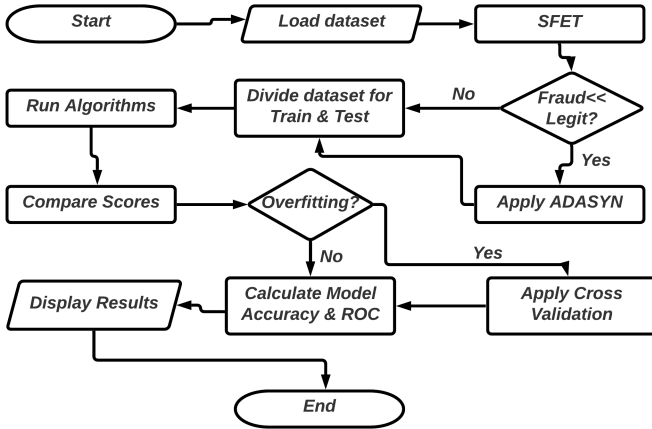 Start
Load dataset
SFET
Fraud<<
Legit?
No
Yes
Divide dataset for
Train & Test
Run Algorithms
Apply ADASYN
Compare Scores
Overfitting?
Yes
No
Apply Cross
Validation
Calculate Model
Accuracy & ROC
Display Results
End